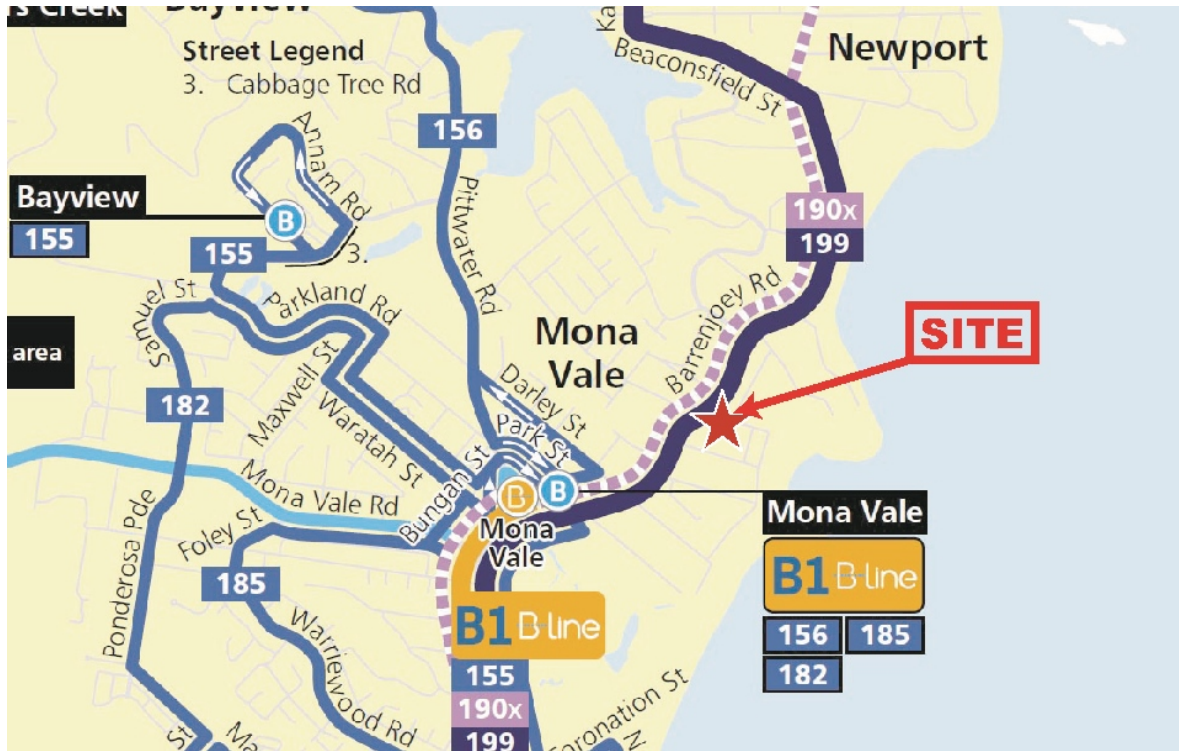 s Creek
Bayview
Street Legend
3. Cabbage Tree Rd
Beaconsfield St
Newport
156
Annam Rd
Bayview
B
155
155
3.
Pittwater Rd
190x
199
Samuel St
Parkland Rd
Barrenjoey Rd
SITE
area
Mona
Vale
Maxwell St
Darley St
182
Waratah St
Park St
Mona Vale Rd
Bungan St
B
B
Mona
Vale
Mona Vale
B1 B-line
156 185
182
Foley St
Ponderosa Pde
185
Warriewood Rd
B1 B-line
155
190x
199
St